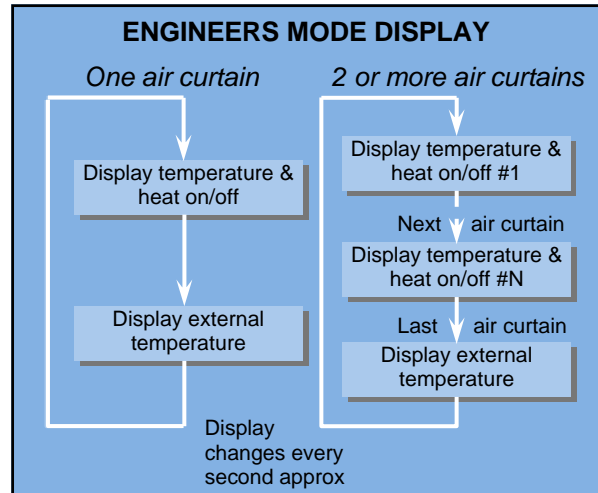 ENGINEERS MODE DISPLAY
One air curtain
Display temperature &
heat on/off
Display external
temperature
2 or more air curtains
Display temperature &
heat on/off #1
Next air curtain
Display temperature &
heat on/off #N
Last air curtain
Display external
temperature
Display
changes every
second approx